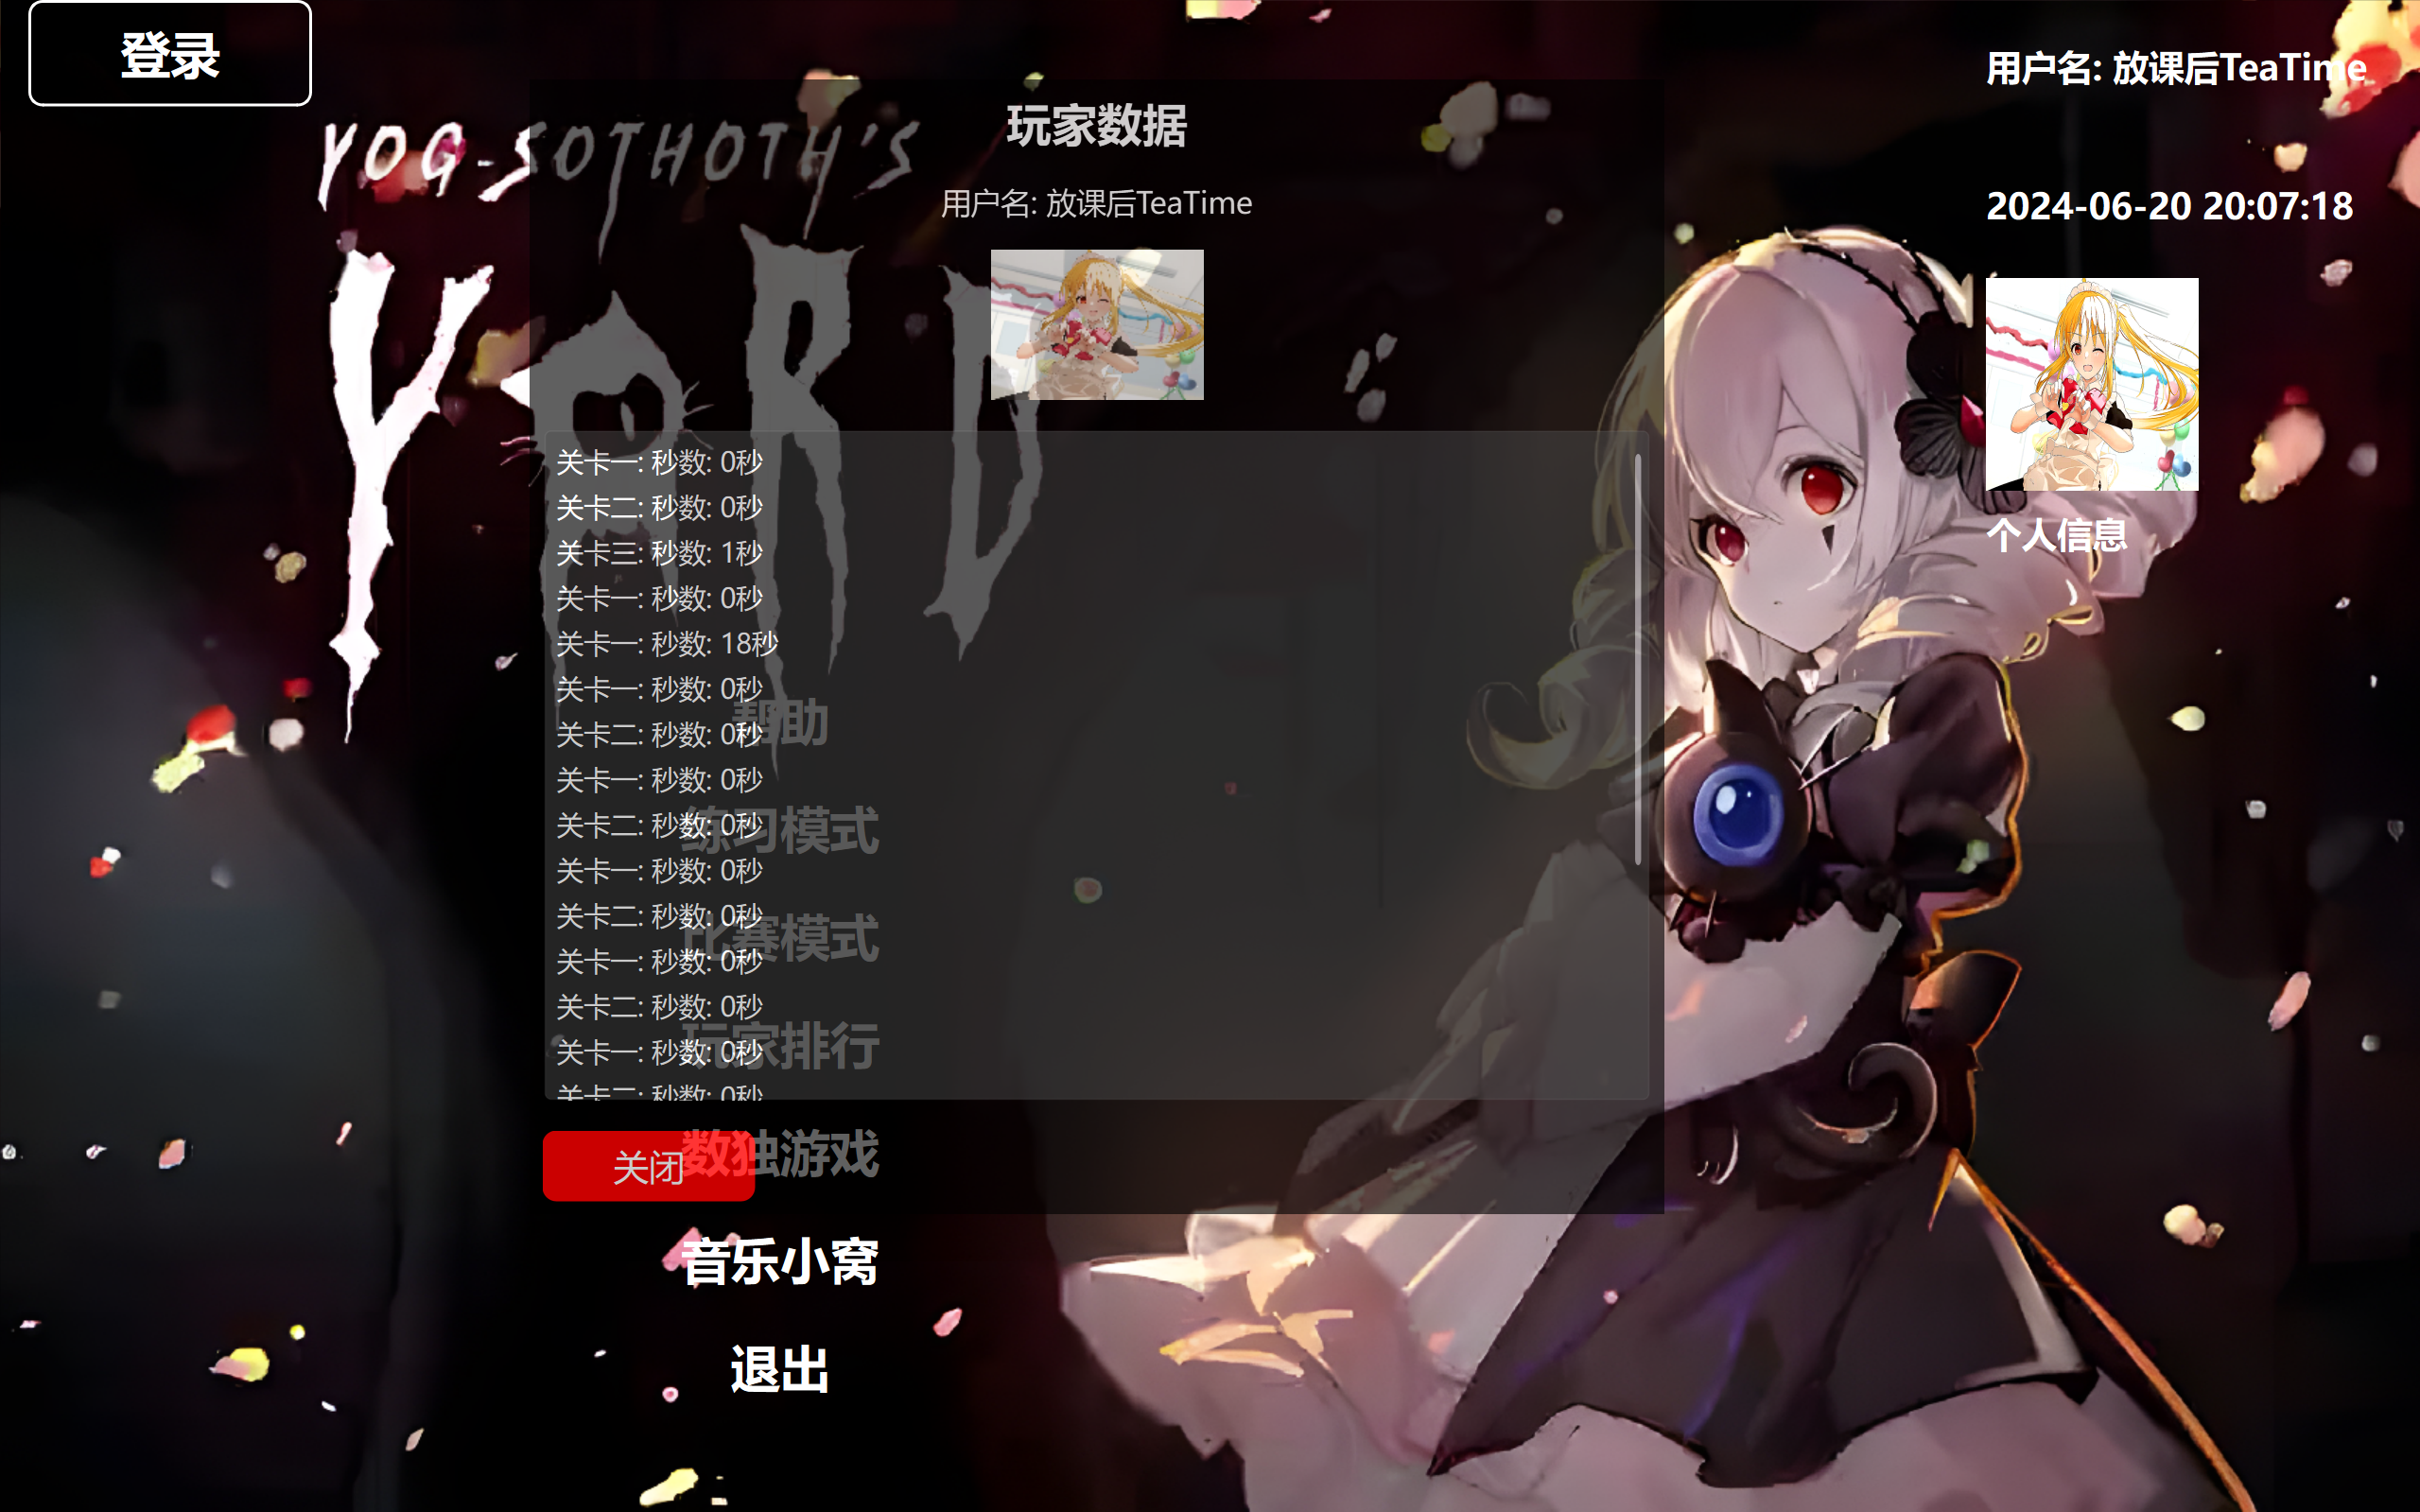 登录
用户名: 放课后TeaTime
YOG-SOTHOTH'S
YARD
玩家数据
用户名: 放课后TeaTime
2024-06-20 20:07:18
个人信息
关卡一: 秒数: 0秒
关卡二: 秒数: 0秒
关卡三: 秒数: 1秒
关卡一: 秒数: 0秒
关卡一: 秒数: 18秒
关卡一: 秒数: 0秒
帮助
关卡二: 秒数: 0秒
关卡一: 秒数: 0秒
练习模式
关卡二: 秒数: 0秒
关卡一: 秒数: 0秒
关卡二: 秒数: 0秒
比赛模式
关卡一: 秒数: 0秒
关卡二: 秒数: 0秒
玩家排行
关卡一: 秒数: 0秒
关卡二: 秒数: 0秒
关闭
数独游戏
音乐小窝
退出